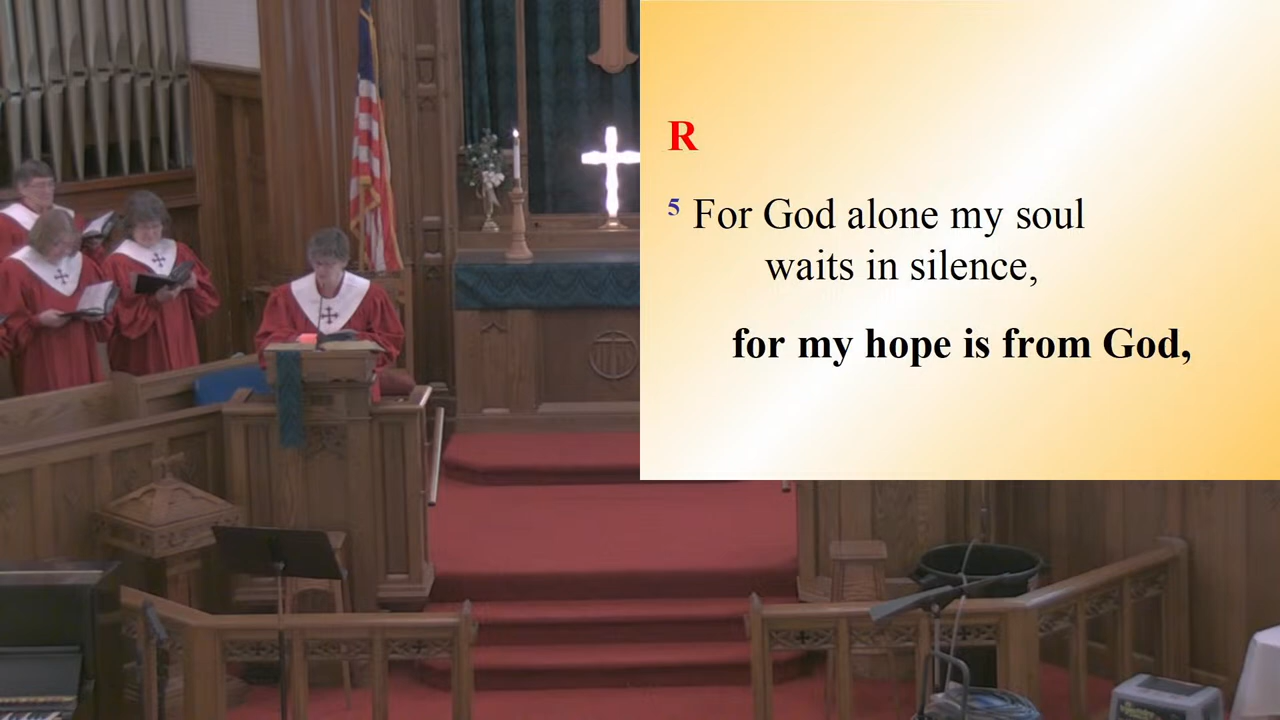 R
5 For God alone my soul
waits in silence,
for my hope is from God,